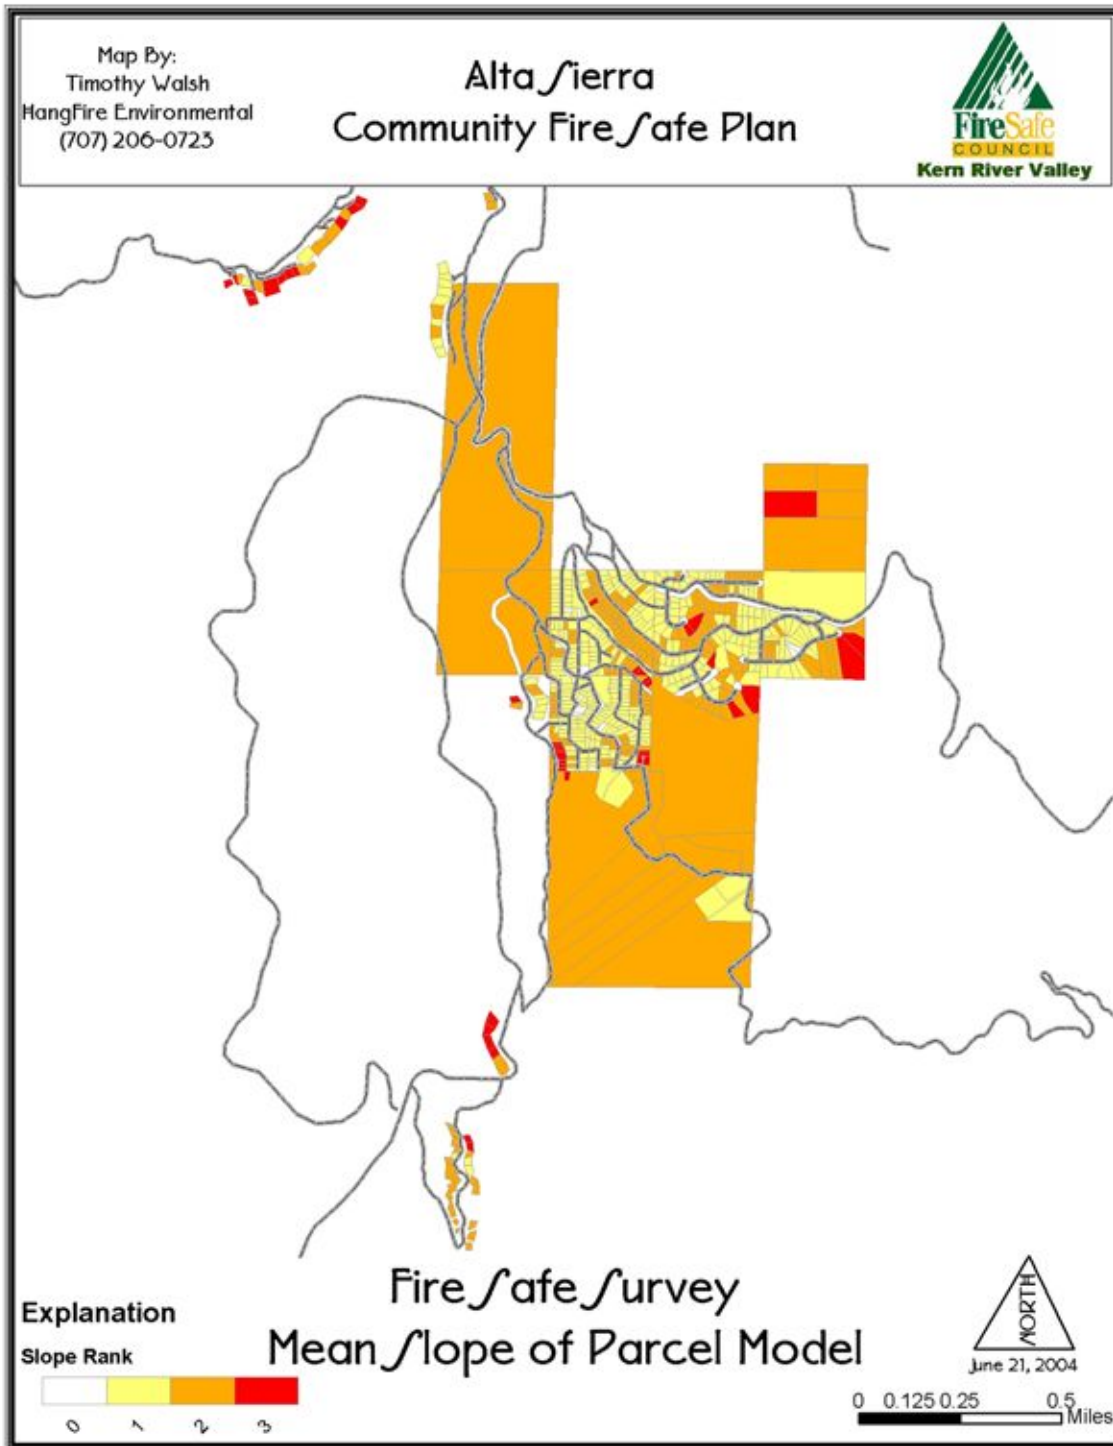 Map By:
Timothy Walsh
HangFire Environmental
(707) 206-0723
Alta Sierra
Community Fire Safe Plan
FireSafe
COUNCIL
Kern River Valley
Fire Safe Survey
Mean Slope of Parcel Model
Explanation
Slope Rank
0 1 2 3
NORTH
June 21, 2004
0 0.125 0.25 0.5
Miles